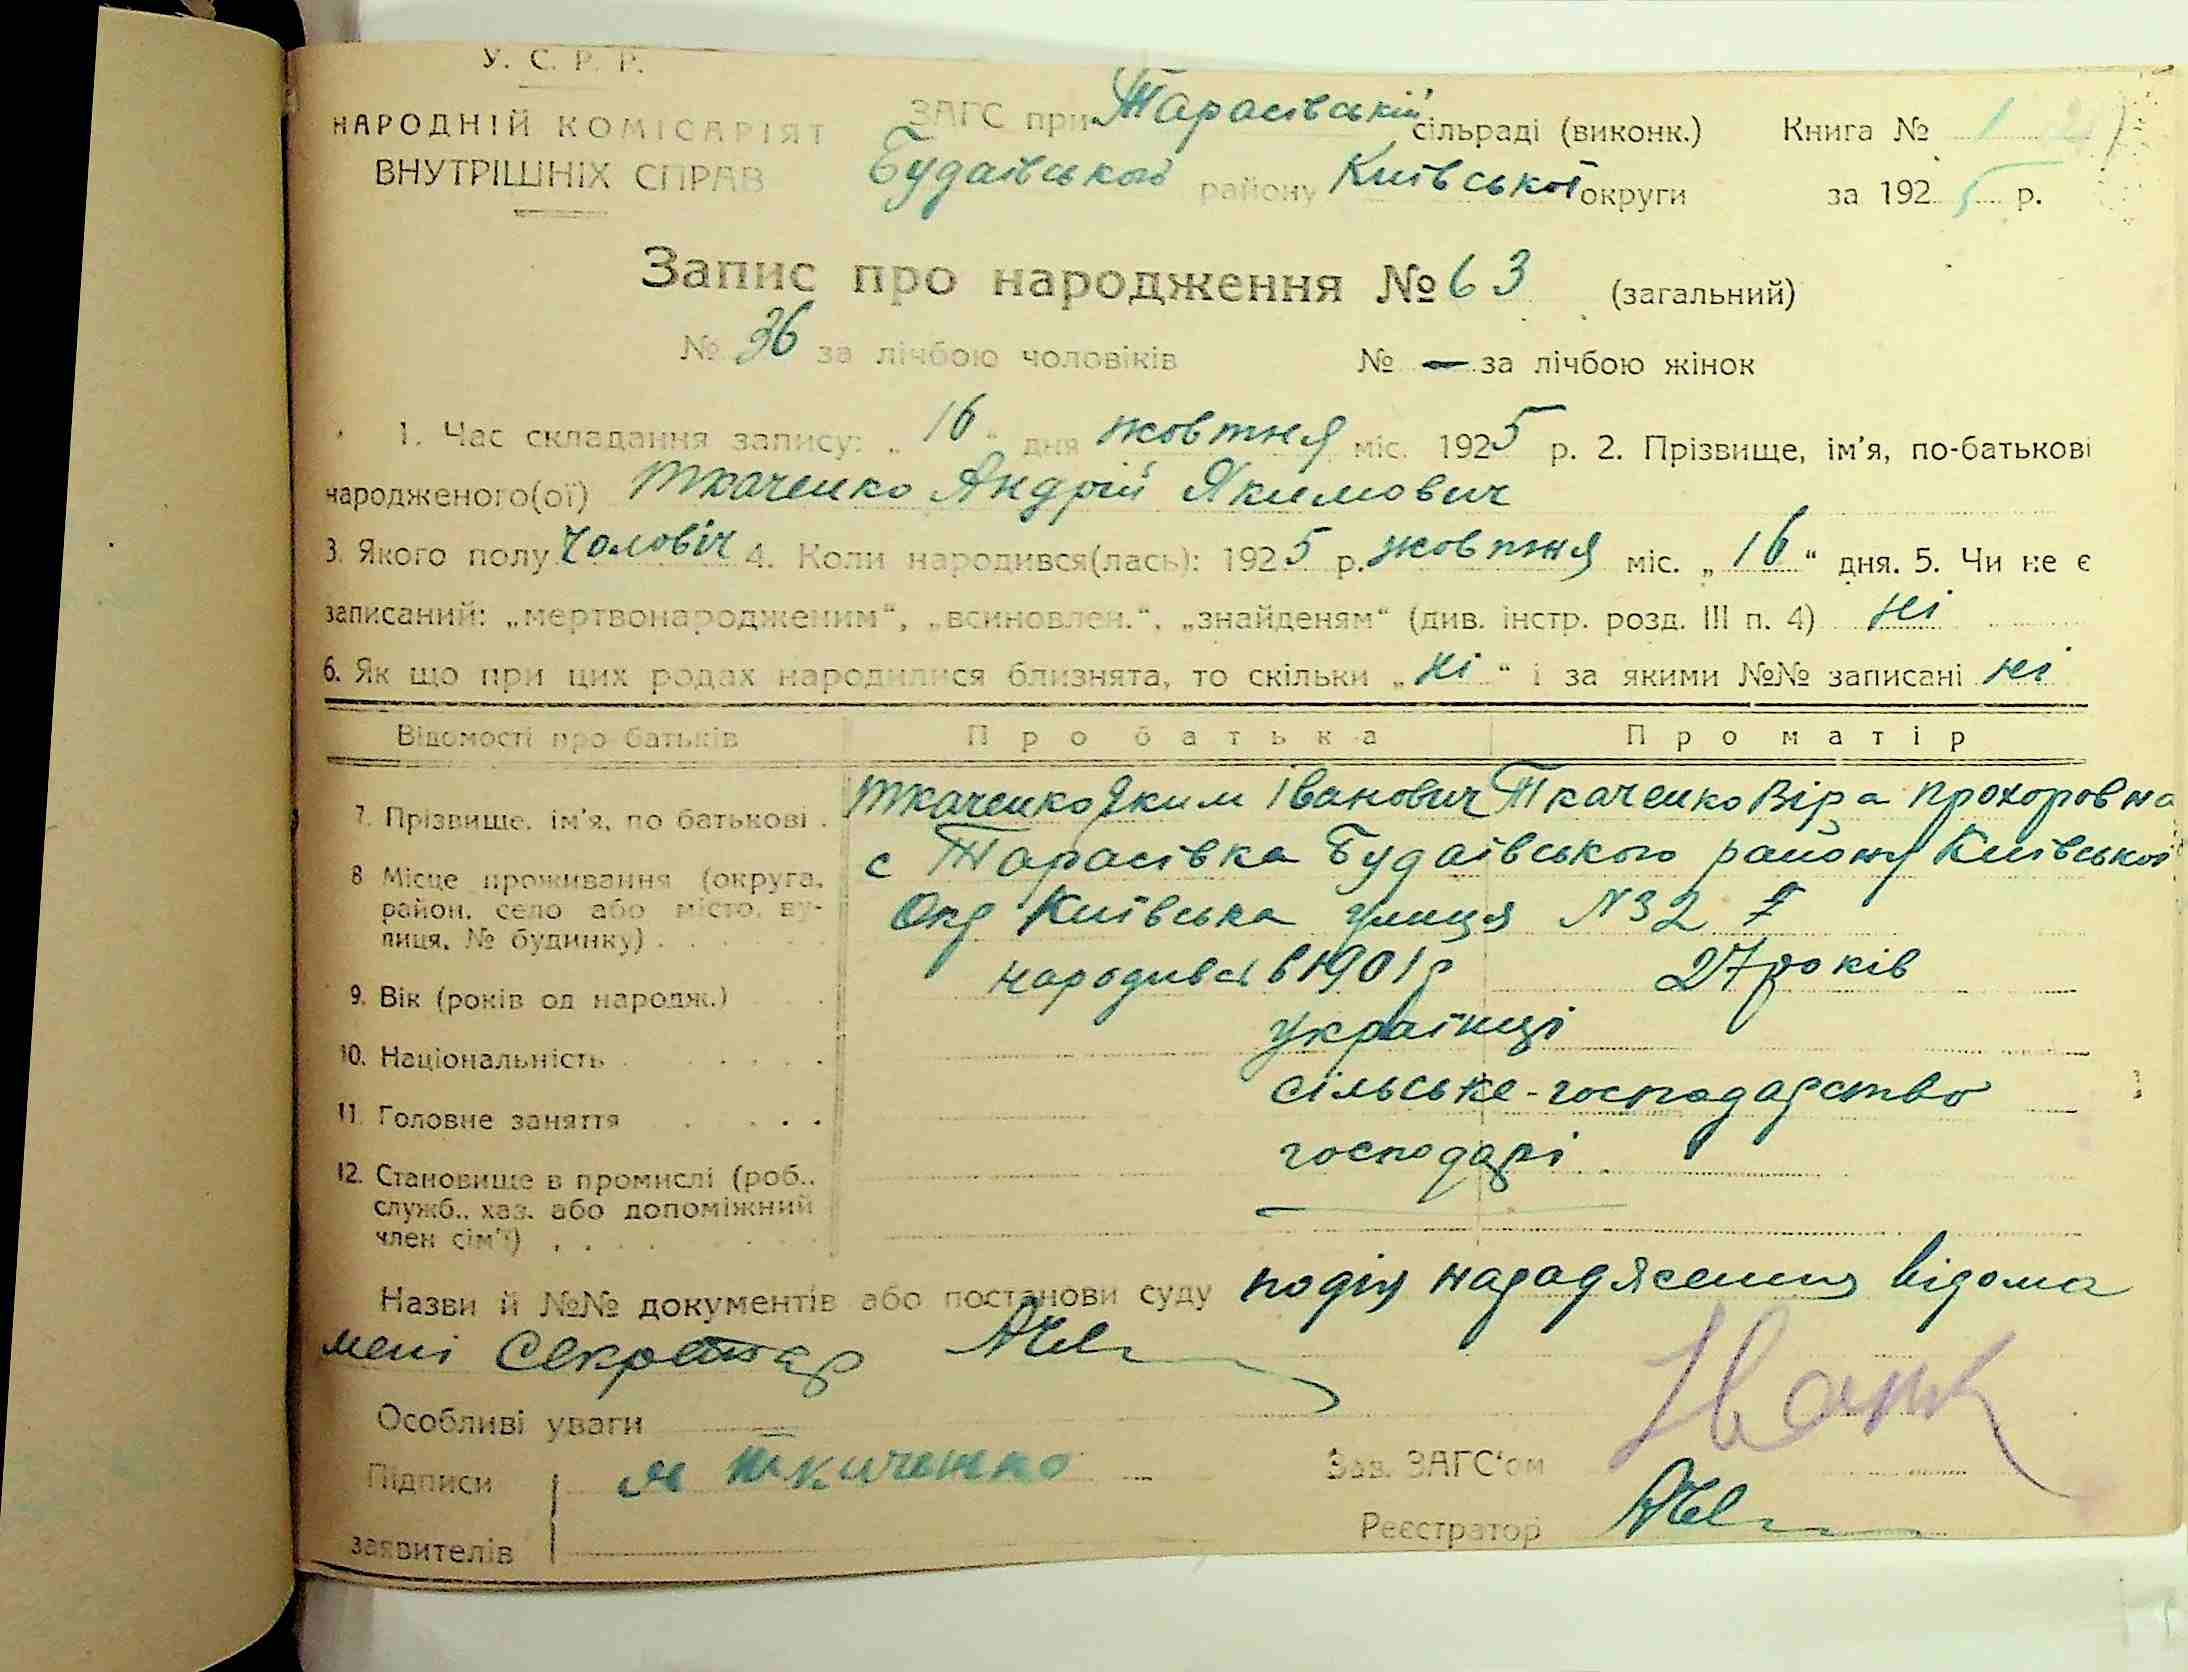 У. С. Р. Р.
НАРОДНІЙ КОМІСАРІЯТ
ВНУТРІШНІХ СПРАВ
ЗАГС при Тарасівській сільраді (виконк.)
Будаївського району Київської округи
Книга № 1
за 1925 р.
Запис про народження № 63 (загальний)
№ 36 за лічбою чоловіків № — за лічбою жінок
1. Час складання запису: „16“ дня жовтня міс. 1925 р. 2. Прізвище, ім'я, по-батькові
народженого(ої) Ткаченко Андрій Якимович
3. Якого полу Чоловіч 4. Коли народився(лась): 1925 р. жовтня міс. „16“ дня. 5. Чи не є
записаний: „мертвонародженим“, „всиновлен.“, „знайденям“ (див. інстр. розд. III п. 4) ні
6. Як що при цих родах народилися близнята, то скільки „ні“ і за якими №№ записані ні
Відомості про батьків Про батька Про матір
7. Прізвище, ім'я, по батькові . Ткаченко Яким Іванович Ткаченко Віра Прохоровна
8 Місце проживання (округа, район, село або місто, вулиця, № будинку) . с Тарасівка Будаївського району Київської
Окр Київська улиця N32
9. Вік (років од народж.) народився в 1901 р 27 років
10. Національність українці
11. Головне заняття сільське-господарство
12. Становище в промислі (роб., служб., хаз. або допоміжний член сім'ї) господарі
Назви й №№ документів або постанови суду подія народження відома
мені Секретар
Особливі уваги
Підписи Ткаченко
заявителів
Зав. ЗАГС'ом
Реєстратор